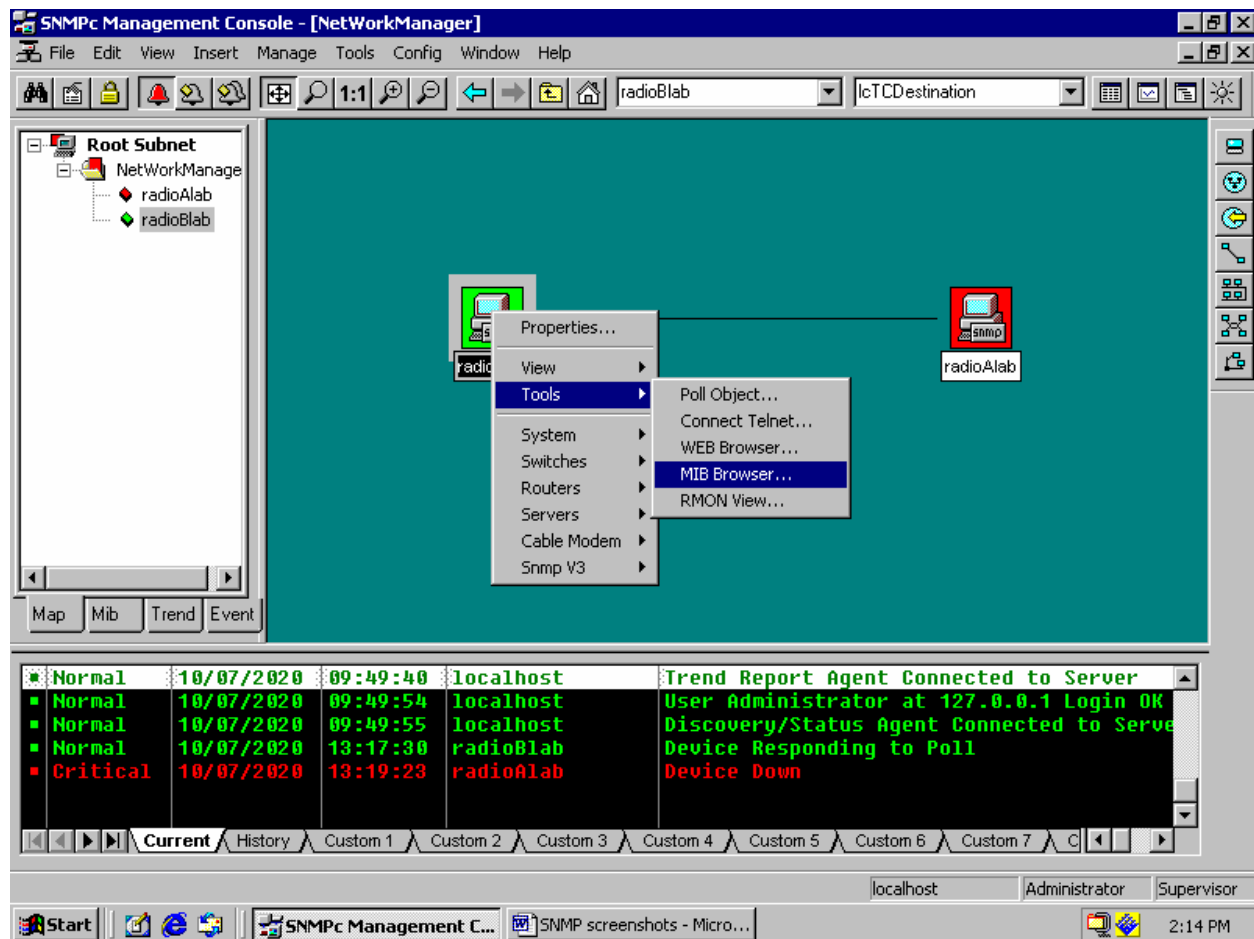 SNMPc Management Console - [NetWorkManager]
File Edit View Insert Manage Tools Config Window Help
1:1 radioBlab lcTCDestination
Root Subnet
NetWorkManage
radioAlab
radioBlab
snmp
radioAlab
Properties...
radio
View
Tools
System
Switches
Routers
Servers
Cable Modem
Snmp V3
Poll Object...
Connect Telnet...
WEB Browser...
MIB Browser...
RMON View...
Map Mib Trend Event
Normal 10/07/2020 09:49:40 localhost Trend Report Agent Connected to Server
Normal 10/07/2020 09:49:54 localhost User Administrator at 127.0.0.1 Login OK
Normal 10/07/2020 09:49:55 localhost Discovery/Status Agent Connected to Serve
Normal 10/07/2020 13:17:30 radioBlab Device Responding to Poll
Critical 10/07/2020 13:19:23 radioAlab Device Down
Current History Custom 1 Custom 2 Custom 3 Custom 4 Custom 5 Custom 6 Custom 7 C
localhost Administrator Supervisor
Start SNMPc Management C... SNMP screenshots - Micro... 2:14 PM